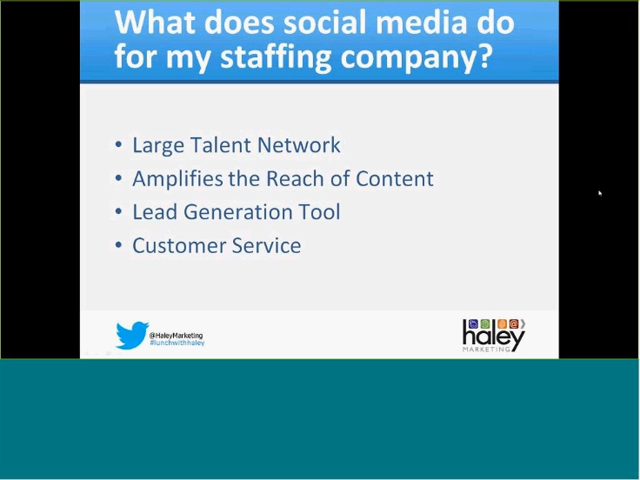 What does social media do
for my staffing company?
• Large Talent Network
• Amplifies the Reach of Content
• Lead Generation Tool
• Customer Service
@HaleyMarketing
#lunchwithhaley
haley
MARKETING